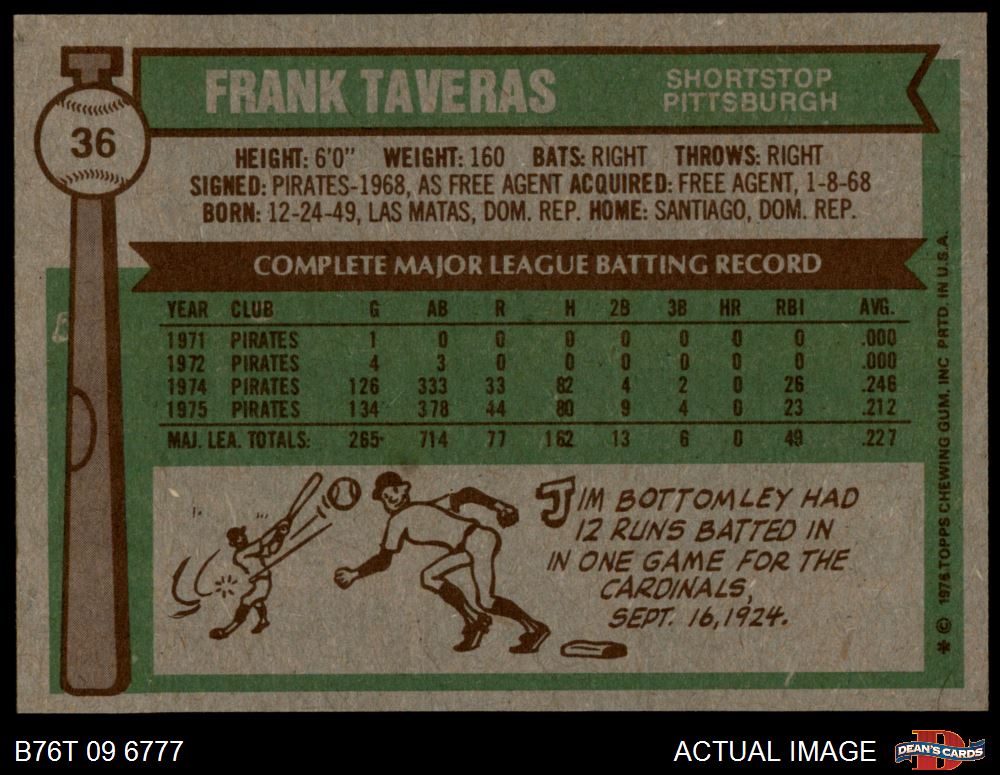 FRANK TAVERAS
SHORTSTOP
PITTSBURGH
36
HEIGHT: 6'0" WEIGHT: 160 BATS: RIGHT THROWS: RIGHT
SIGNED: PIRATES-1968, AS FREE AGENT ACQUIRED: FREE AGENT, 1-8-68
BORN: 12-24-49, LAS MATAS, DOM. REP. HOME: SANTIAGO, DOM. REP.
COMPLETE MAJOR LEAGUE BATTING RECORD
YEAR CLUB G AB R H 2B 3B HR RBI AVG.
1971 PIRATES 1 0 0 0 0 0 0 0 .000
1972 PIRATES 4 3 0 0 0 0 0 0 .000
1974 PIRATES 126 333 33 82 4 2 0 26 .246
1975 PIRATES 134 378 44 80 9 4 0 23 .212
MAJ. LEA. TOTALS: 265 714 77 162 13 6 0 49 .227
JIM BOTTOMLEY HAD
12 RUNS BATTED IN
IN ONE GAME FOR THE
CARDINALS,
SEPT. 16, 1924.
* © 1976 TOPPS CHEWING GUM, INC PRTD. IN U.S.A.
B76T 09 6777
ACTUAL IMAGE
D
DEAN'S CARDS